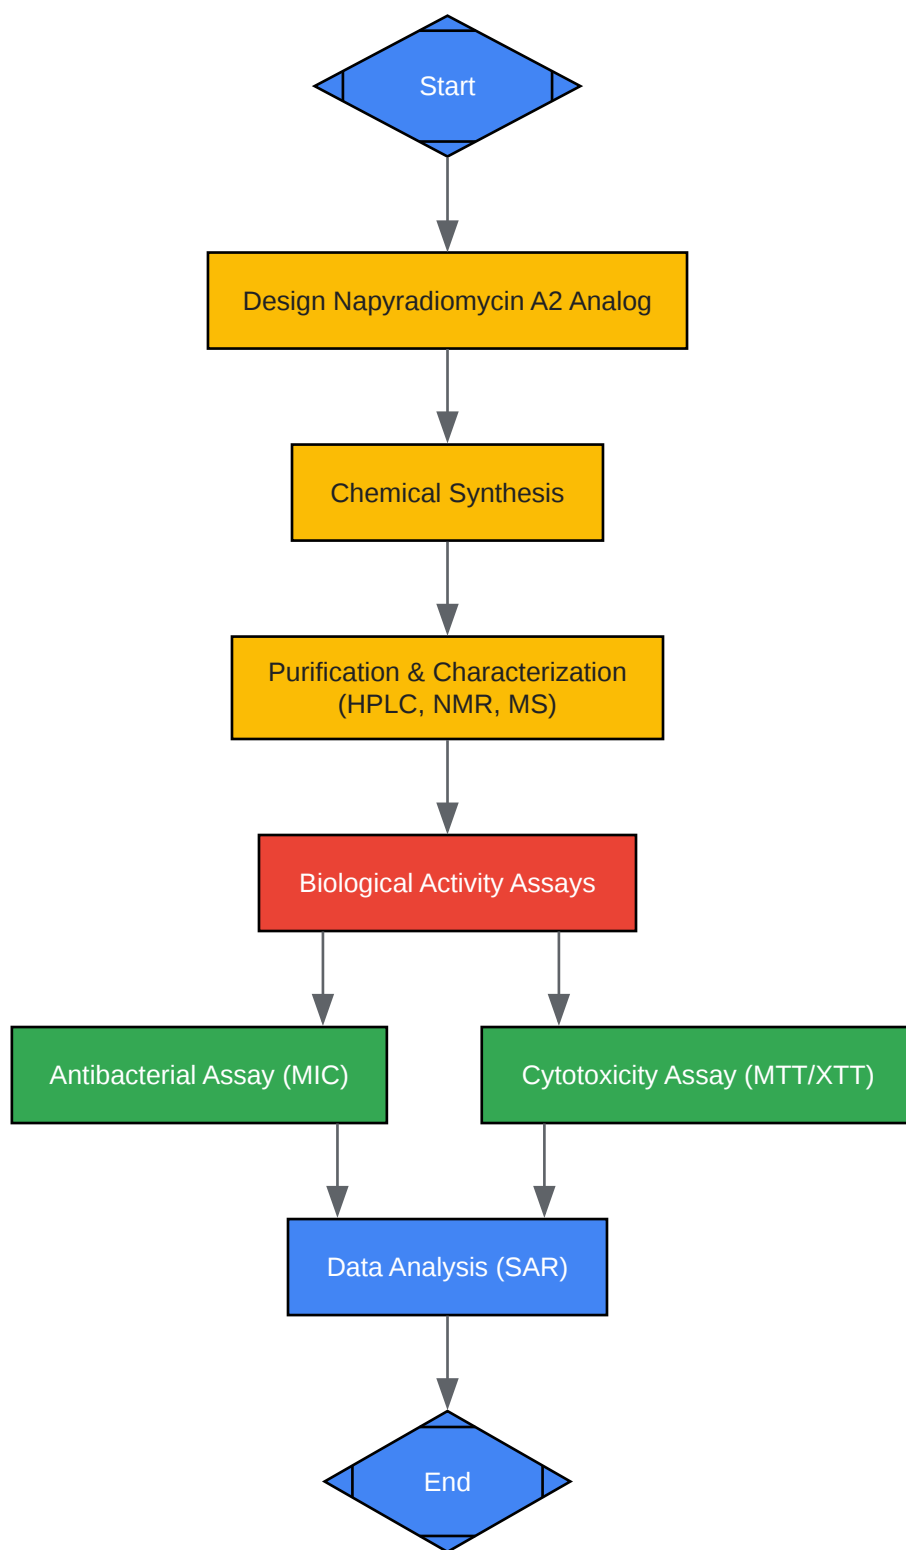 Start
Design Napyradiomycin A2 Analog
Chemical Synthesis
Purification & Characterization
(HPLC, NMR, MS)
Biological Activity Assays
Antibacterial Assay (MIC)
Cytotoxicity Assay (MTT/XTT)
Data Analysis (SAR)
End